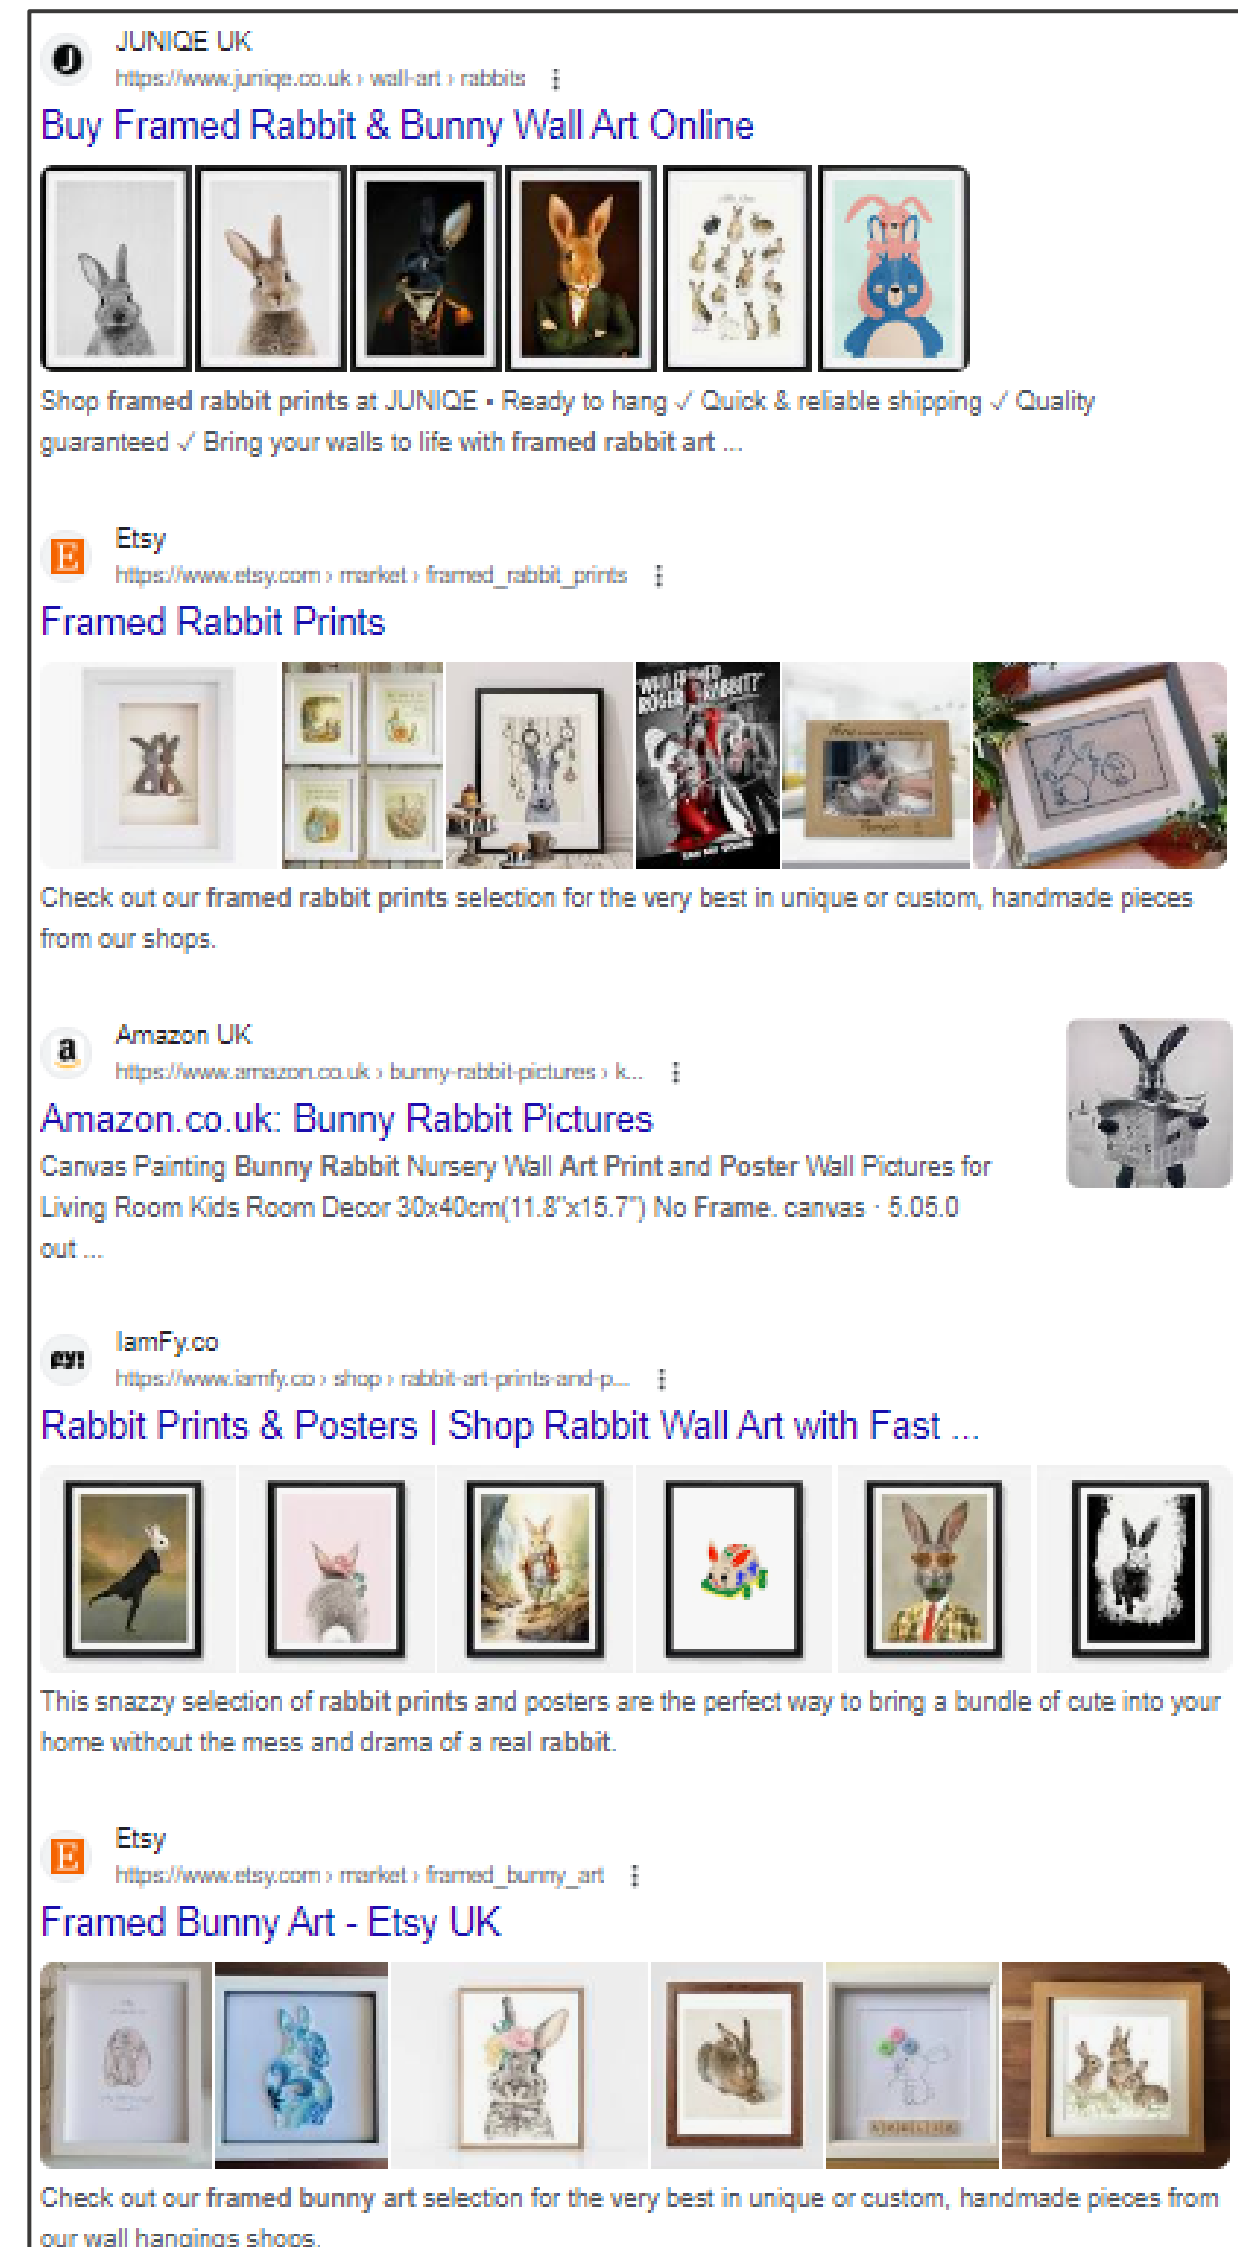 JUNIQE UK
https://www.juniqe.co.uk › wall-art › rabbits
Buy Framed Rabbit & Bunny Wall Art Online
Shop framed rabbit prints at JUNIQE • Ready to hang ✓ Quick & reliable shipping ✓ Quality
guaranteed ✓ Bring your walls to life with framed rabbit art ...
Etsy
https://www.etsy.com › market › framed_rabbit_prints
Framed Rabbit Prints
"WHO FRAMED
ROGER RABBIT?"
Check out our framed rabbit prints selection for the very best in unique or custom, handmade pieces
from our shops.
Amazon UK
https://www.amazon.co.uk › bunny-rabbit-pictures › k...
Amazon.co.uk: Bunny Rabbit Pictures
Canvas Painting Bunny Rabbit Nursery Wall Art Print and Poster Wall Pictures for
Living Room Kids Room Decor 30x40cm(11.8"x15.7") No Frame. canvas · 5.05.0
out ...
IamFy.co
https://www.iamfy.co › shop › rabbit-art-prints-and-p...
Rabbit Prints & Posters | Shop Rabbit Wall Art with Fast ...
This snazzy selection of rabbit prints and posters are the perfect way to bring a bundle of cute into your
home without the mess and drama of a real rabbit.
Etsy
https://www.etsy.com › market › framed_bunny_art
Framed Bunny Art - Etsy UK
Check out our framed bunny art selection for the very best in unique or custom, handmade pieces from
our wall hangings shops.